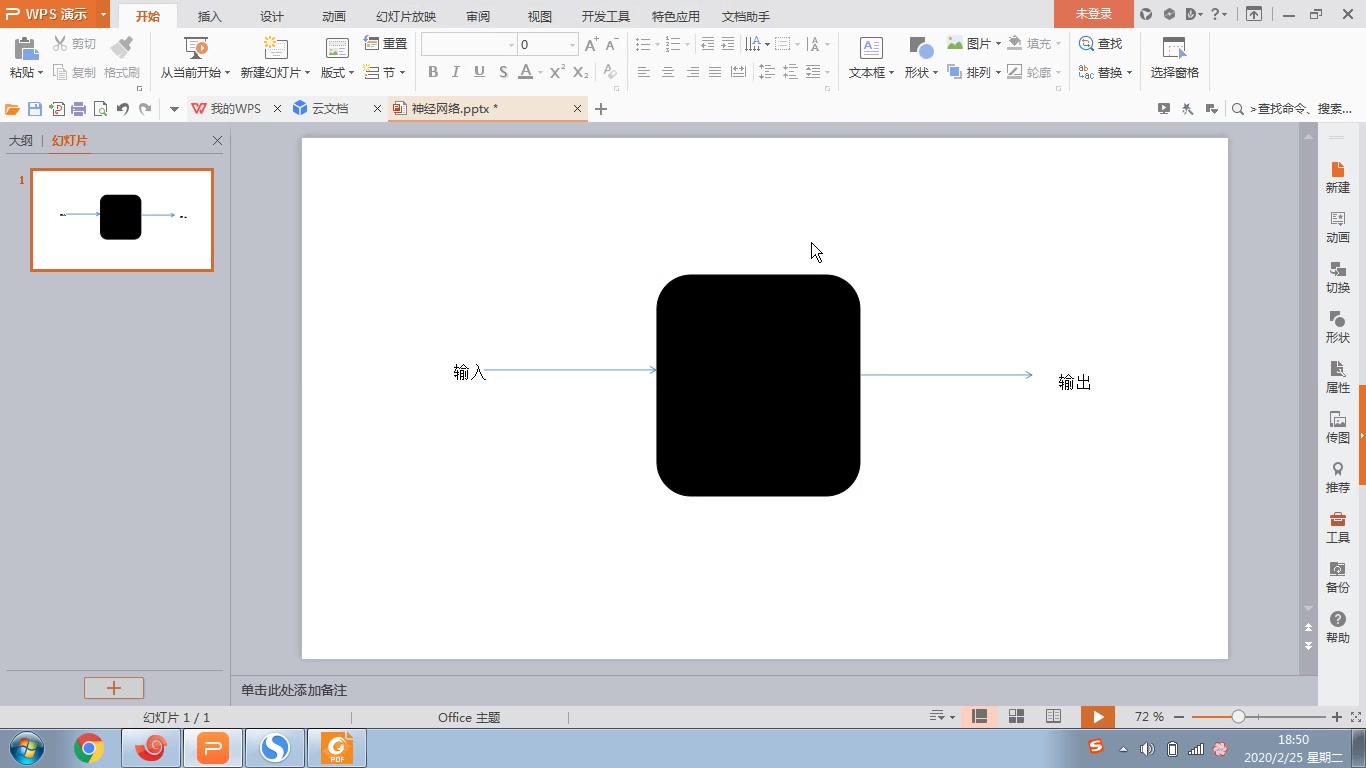 WPS 演示
开始 插入 设计 动画 幻灯片放映 审阅 视图 开发工具 特色应用 文档助手 未登录
剪切 重置 0 图片 填充 查找
粘贴 复制 格式刷 从当前开始 新建幻灯片 版式 节 B I U S A X² X₂ 文本框 形状 排列 轮廓 替换 选择窗格
我的WPS 云文档 神经网络.pptx * >查找命令、搜索...
大纲 幻灯片
1
输入
输出
新建
动画
切换
形状
属性
传图
推荐
工具
备份
帮助
单击此处添加备注
幻灯片 1 / 1 Office 主题 72 %
PDF
18:50
2020/2/25 星期二